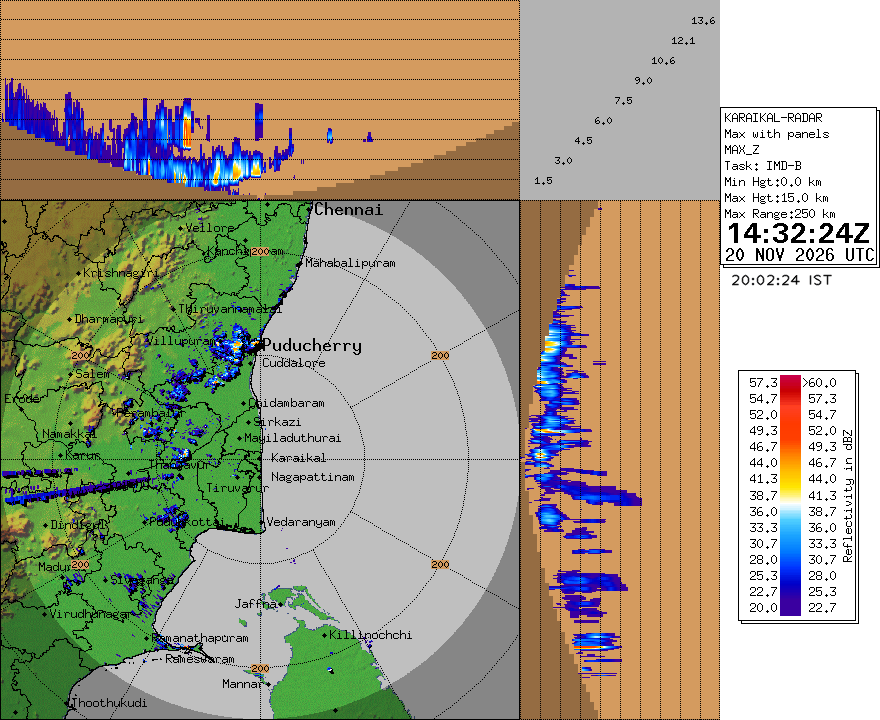 13.6
12.1
10.6
9.0
7.5
6.0
4.5
3.0
1.5
KARAIKAL-RADAR
Max with panels
MAX_Z
Task: IMD-B
Min Hgt:0.0 km
Max Hgt:15.0 km
Max Range:250 km
14:32:24Z
20 NOV 2026 UTC
20:02:24 IST
Chennai
Vellore
200
Mahabalipuram
Krishnagiri
Thiruvannamalai
Dharmapuri
Villupuram
Puducherry
200
200
Cuddalore
Salem
Erode
Chidambaram
Perambalur
Sirkazi
Namakkal
Mayiladuthurai
Karur
Karaikal
Thanjavur
Nagapattinam
Tiruvarur
Dindigul
Pudukkottai
Vedaranyam
Madurai
200
200
Sivaganga
Jaffna
Virudhunagar
Ramanathapuram
Killinochchi
Rameswaram
200
Mannar
Thoothukudi
57.3 >60.0
54.7 57.3
52.0 54.7
49.3 52.0
46.7 49.3
44.0 46.7
41.3 44.0
38.7 41.3
36.0 38.7
33.3 36.0
30.7 33.3
28.0 30.7
25.3 28.0
22.7 25.3
20.0 22.7
Reflectivity in dBZ